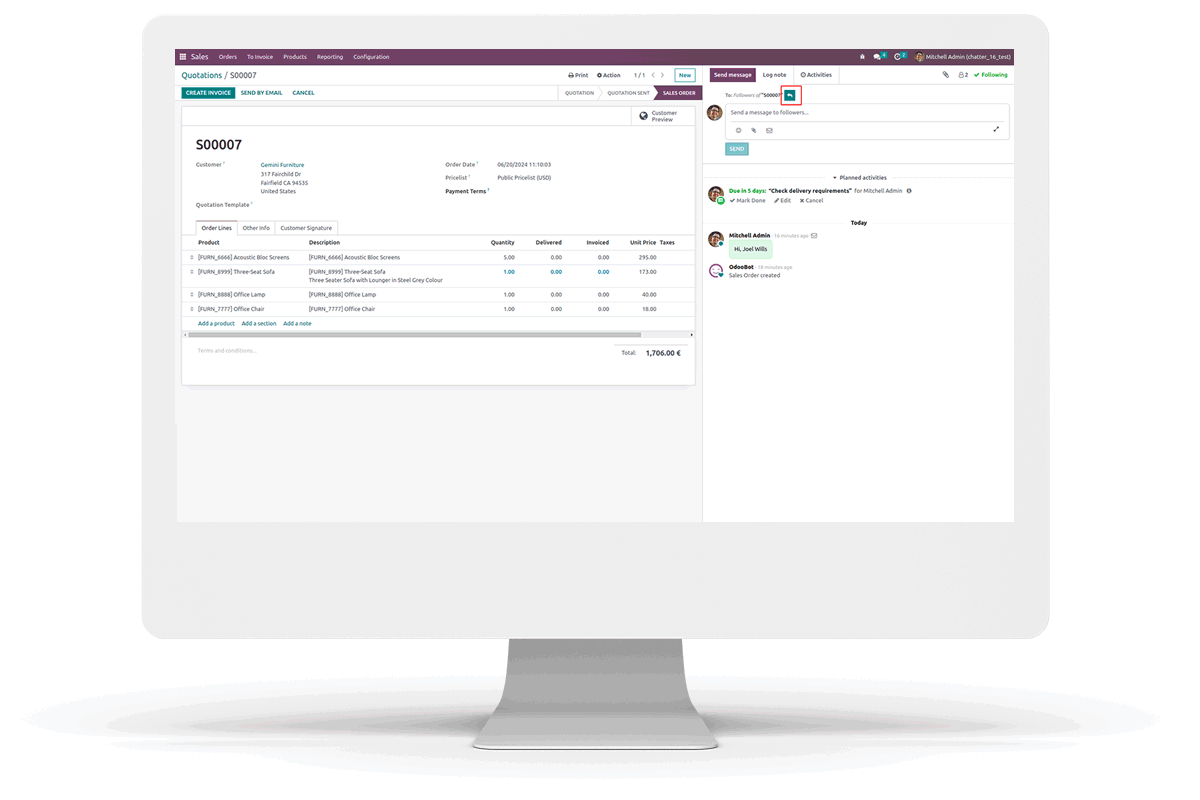 Sales Orders To Invoice Products Reporting Configuration
6 2 Mitchell Admin (chatter_16_test)
Quotations / S00007
Print Action 1 / 1 New
CREATE INVOICE SEND BY EMAIL CANCEL
QUOTATION QUOTATION SENT SALES ORDER
Customer
Preview
S00007
Customer ?
Gemini Furniture
317 Fairchild Dr
Fairfield CA 94535
United States
Quotation Template ?
Order Date ? 06/20/2024 11:10:03
Pricelist ? Public Pricelist (USD)
Payment Terms ?
Order Lines Other Info Customer Signature
Product Description Quantity Delivered Invoiced Unit Price Taxes
[FURN_6666] Acoustic Bloc Screens [FURN_6666] Acoustic Bloc Screens 5.00 0.00 0.00 295.00
[FURN_8999] Three-Seat Sofa [FURN_8999] Three-Seat Sofa 1.00 0.00 0.00 173.00
Three Seater Sofa with Lounger in Steel Grey Colour
[FURN_8888] Office Lamp [FURN_8888] Office Lamp 1.00 0.00 0.00 40.00
[FURN_7777] Office Chair [FURN_7777] Office Chair 1.00 0.00 0.00 18.00
Add a product Add a section Add a note
Terms and conditions...
Total: 1,706.00 €
Send message Log note Activities
2 Following
To: Followers of "S00007"
Send a message to followers...
SEND
Planned activities
Due in 5 days: "Check delivery requirements" for Mitchell Admin
Mark Done Edit Cancel
Today
Mitchell Admin - 16 minutes ago
Hi, Joel Wills
OdooBot - 18 minutes ago
Sales Order created